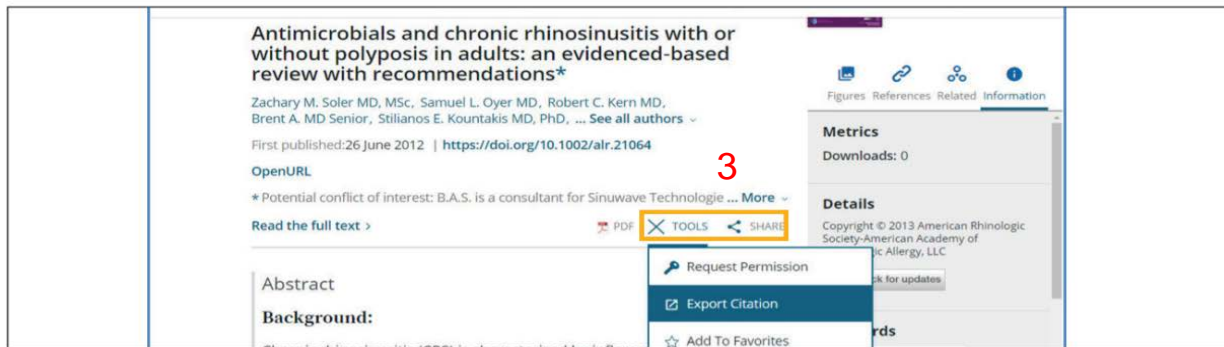 Antimicrobials and chronic rhinosinusitis with or
without polyposis in adults: an evidenced-based
review with recommendations*
Zachary M. Soler MD, MSc, Samuel L. Oyer MD, Robert C. Kern MD,
Brent A. MD Senior, Stilianos E. Kountakis MD, PhD, ... See all authors
First published:26 June 2012 | https://doi.org/10.1002/alr.21064
OpenURL
* Potential conflict of interest: B.A.S. is a consultant for Sinuwave Technologie ... More
3
Read the full text >
PDF TOOLS SHARE
Request Permission
Export Citation
Add To Favorites
Abstract
Background:
Figures References Related Information
Metrics
Downloads: 0
Details
Copyright © 2013 American Rhinologic
Society-American Academy of
ic Allergy, LLC
ck for updates
rds